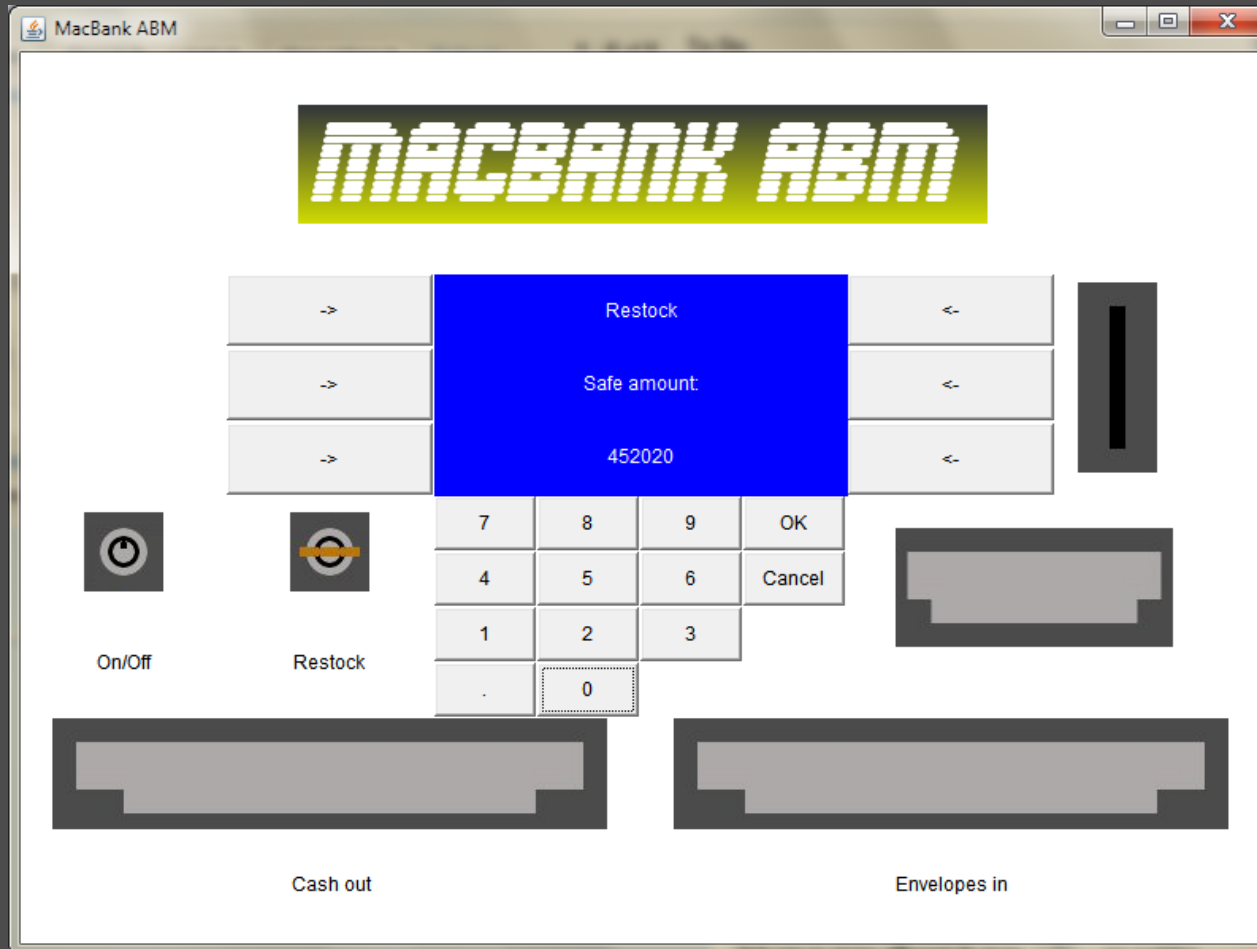 MacBank ABM
MACBANK ABM
-> Restock <-
-> Safe amount: <-
-> 452020 <-
7 8 9 OK
4 5 6 Cancel
1 2 3
. 0
On/Off Restock
Cash out Envelopes in